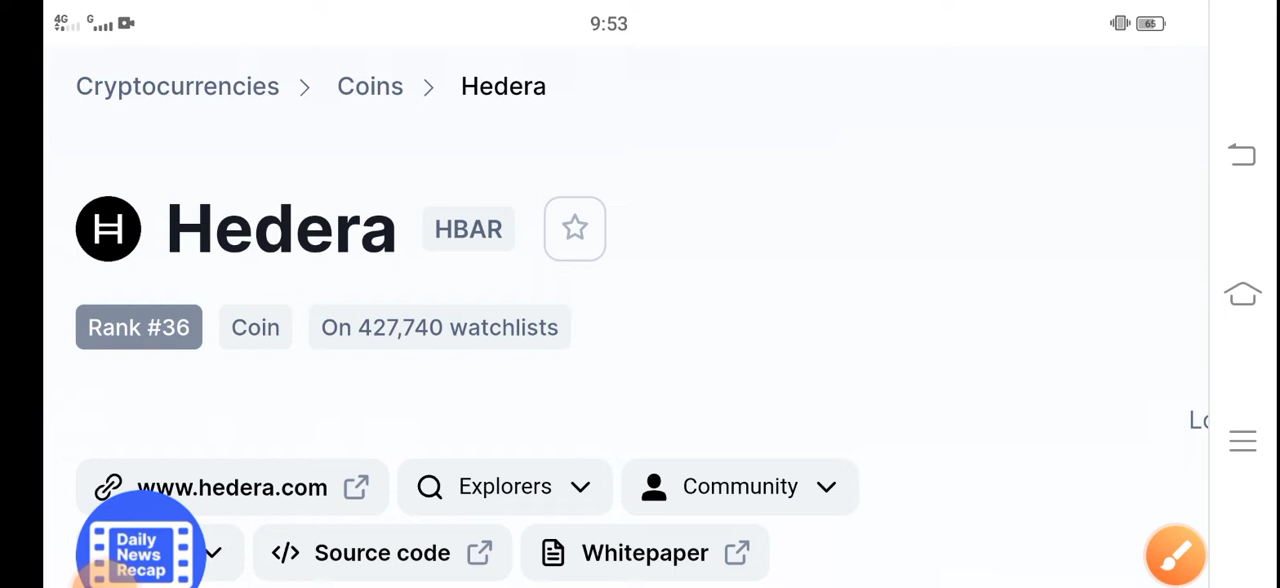 4G G 9:53 65
Cryptocurrencies > Coins > Hedera
H Hedera HBAR
Rank #36 Coin On 427,740 watchlists
www.hedera.com Explorers Community
Daily
News
Recap
</> Source code Whitepaper